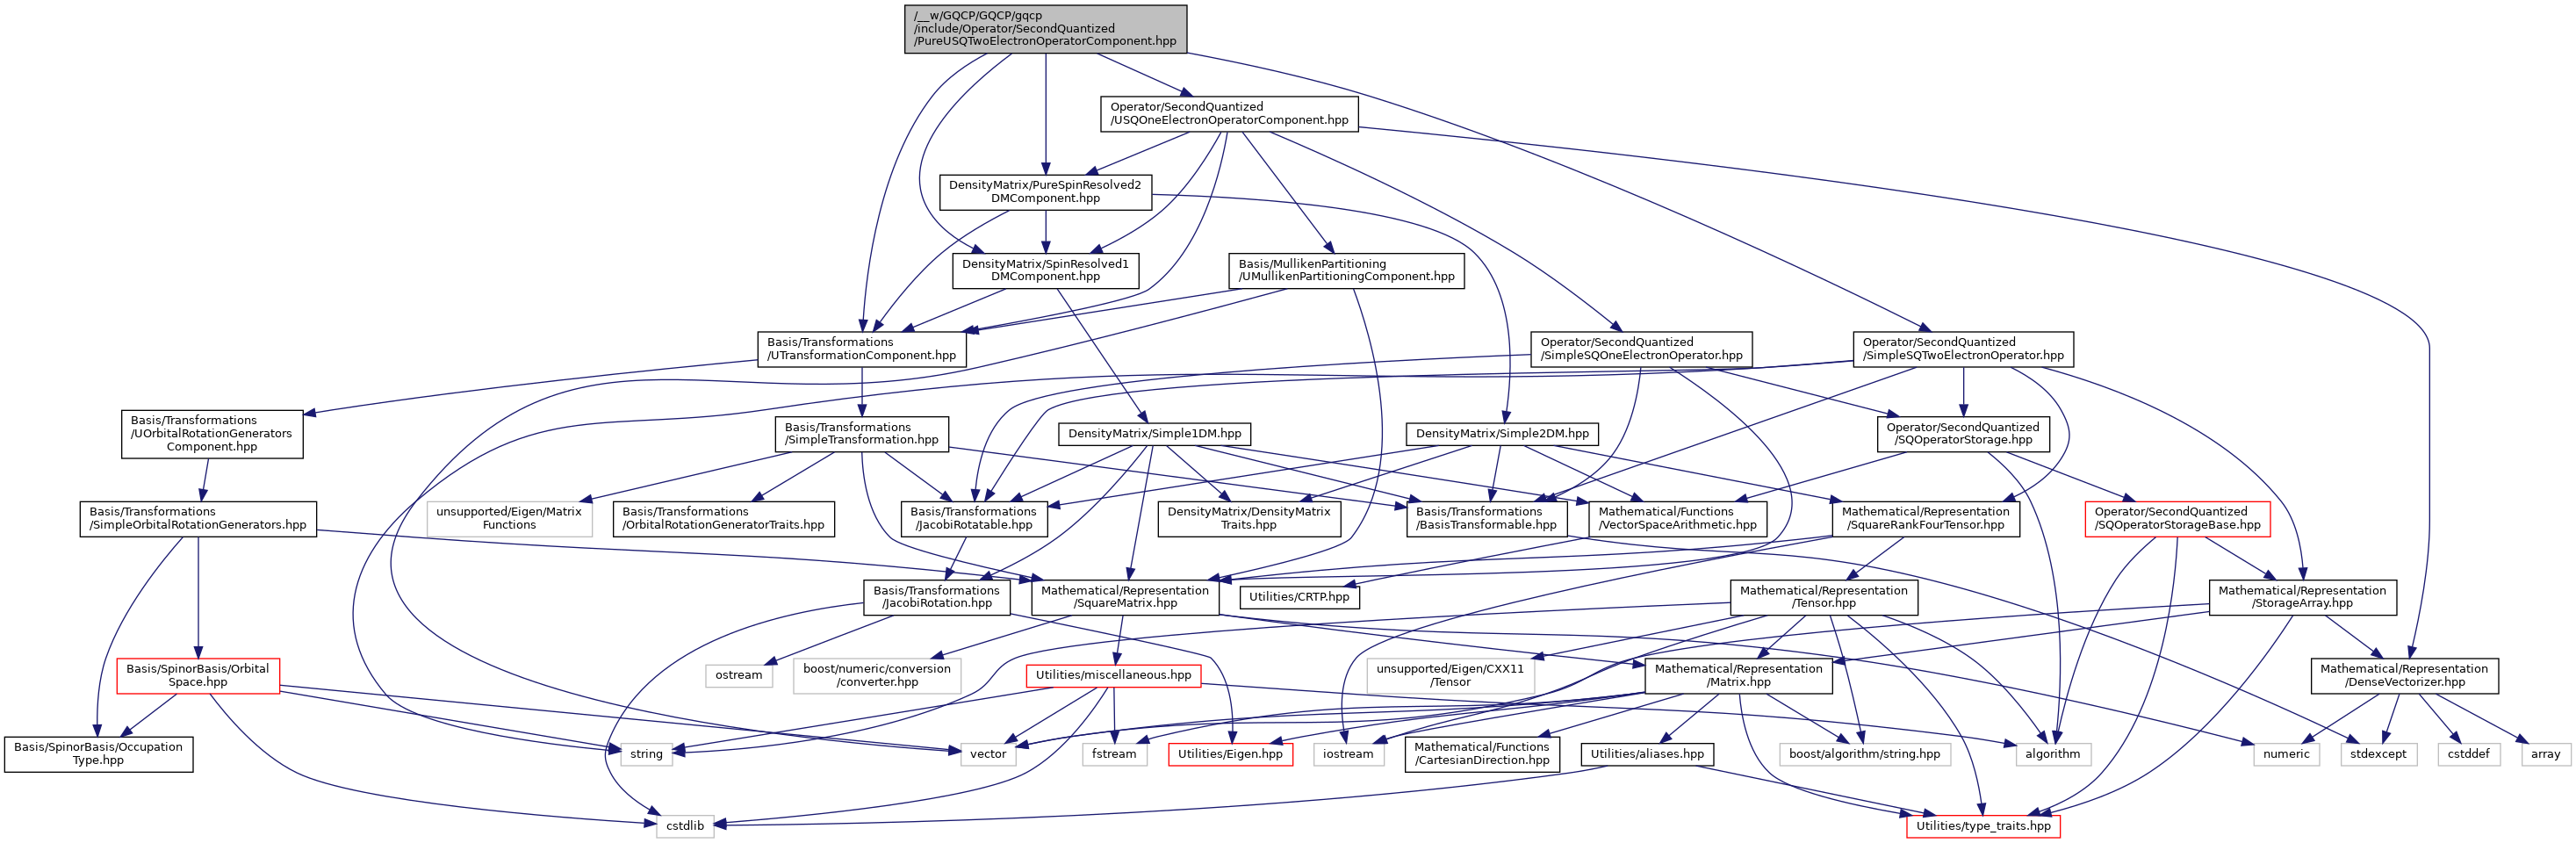 /__w/GQCP/GQCP/gqcp
/include/Operator/SecondQuantized
/PureUSQTwoElectronOperatorComponent.hpp
Operator/SecondQuantized
/USQOneElectronOperatorComponent.hpp
DensityMatrix/PureSpinResolved2
DMComponent.hpp
DensityMatrix/SpinResolved1
DMComponent.hpp
Basis/MullikenPartitioning
/UMullikenPartitioningComponent.hpp
Basis/Transformations
/UTransformationComponent.hpp
Operator/SecondQuantized
/SimpleSQOneElectronOperator.hpp
Operator/SecondQuantized
/SimpleSQTwoElectronOperator.hpp
Basis/Transformations
/UOrbitalRotationGenerators
Component.hpp
Basis/Transformations
/SimpleTransformation.hpp
DensityMatrix/Simple1DM.hpp
DensityMatrix/Simple2DM.hpp
Operator/SecondQuantized
/SQOperatorStorage.hpp
Basis/Transformations
/SimpleOrbitalRotationGenerators.hpp
unsupported/Eigen/Matrix
Functions
Basis/Transformations
/OrbitalRotationGeneratorTraits.hpp
Basis/Transformations
/JacobiRotatable.hpp
DensityMatrix/DensityMatrix
Traits.hpp
Basis/Transformations
/BasisTransformable.hpp
Mathematical/Functions
/VectorSpaceArithmetic.hpp
Mathematical/Representation
/SquareRankFourTensor.hpp
Operator/SecondQuantized
/SQOperatorStorageBase.hpp
Basis/Transformations
/JacobiRotation.hpp
Mathematical/Representation
/SquareMatrix.hpp
Utilities/CRTP.hpp
Mathematical/Representation
/Tensor.hpp
Mathematical/Representation
/StorageArray.hpp
Basis/SpinorBasis/Orbital
Space.hpp
ostream
boost/numeric/conversion
/converter.hpp
Utilities/miscellaneous.hpp
unsupported/Eigen/CXX11
/Tensor
Mathematical/Representation
/Matrix.hpp
Mathematical/Representation
/DenseVectorizer.hpp
Basis/SpinorBasis/Occupation
Type.hpp
string
vector
fstream
Utilities/Eigen.hpp
iostream
Mathematical/Functions
/CartesianDirection.hpp
Utilities/aliases.hpp
boost/algorithm/string.hpp
algorithm
numeric
stdexcept
cstddef
array
cstdlib
Utilities/type_traits.hpp